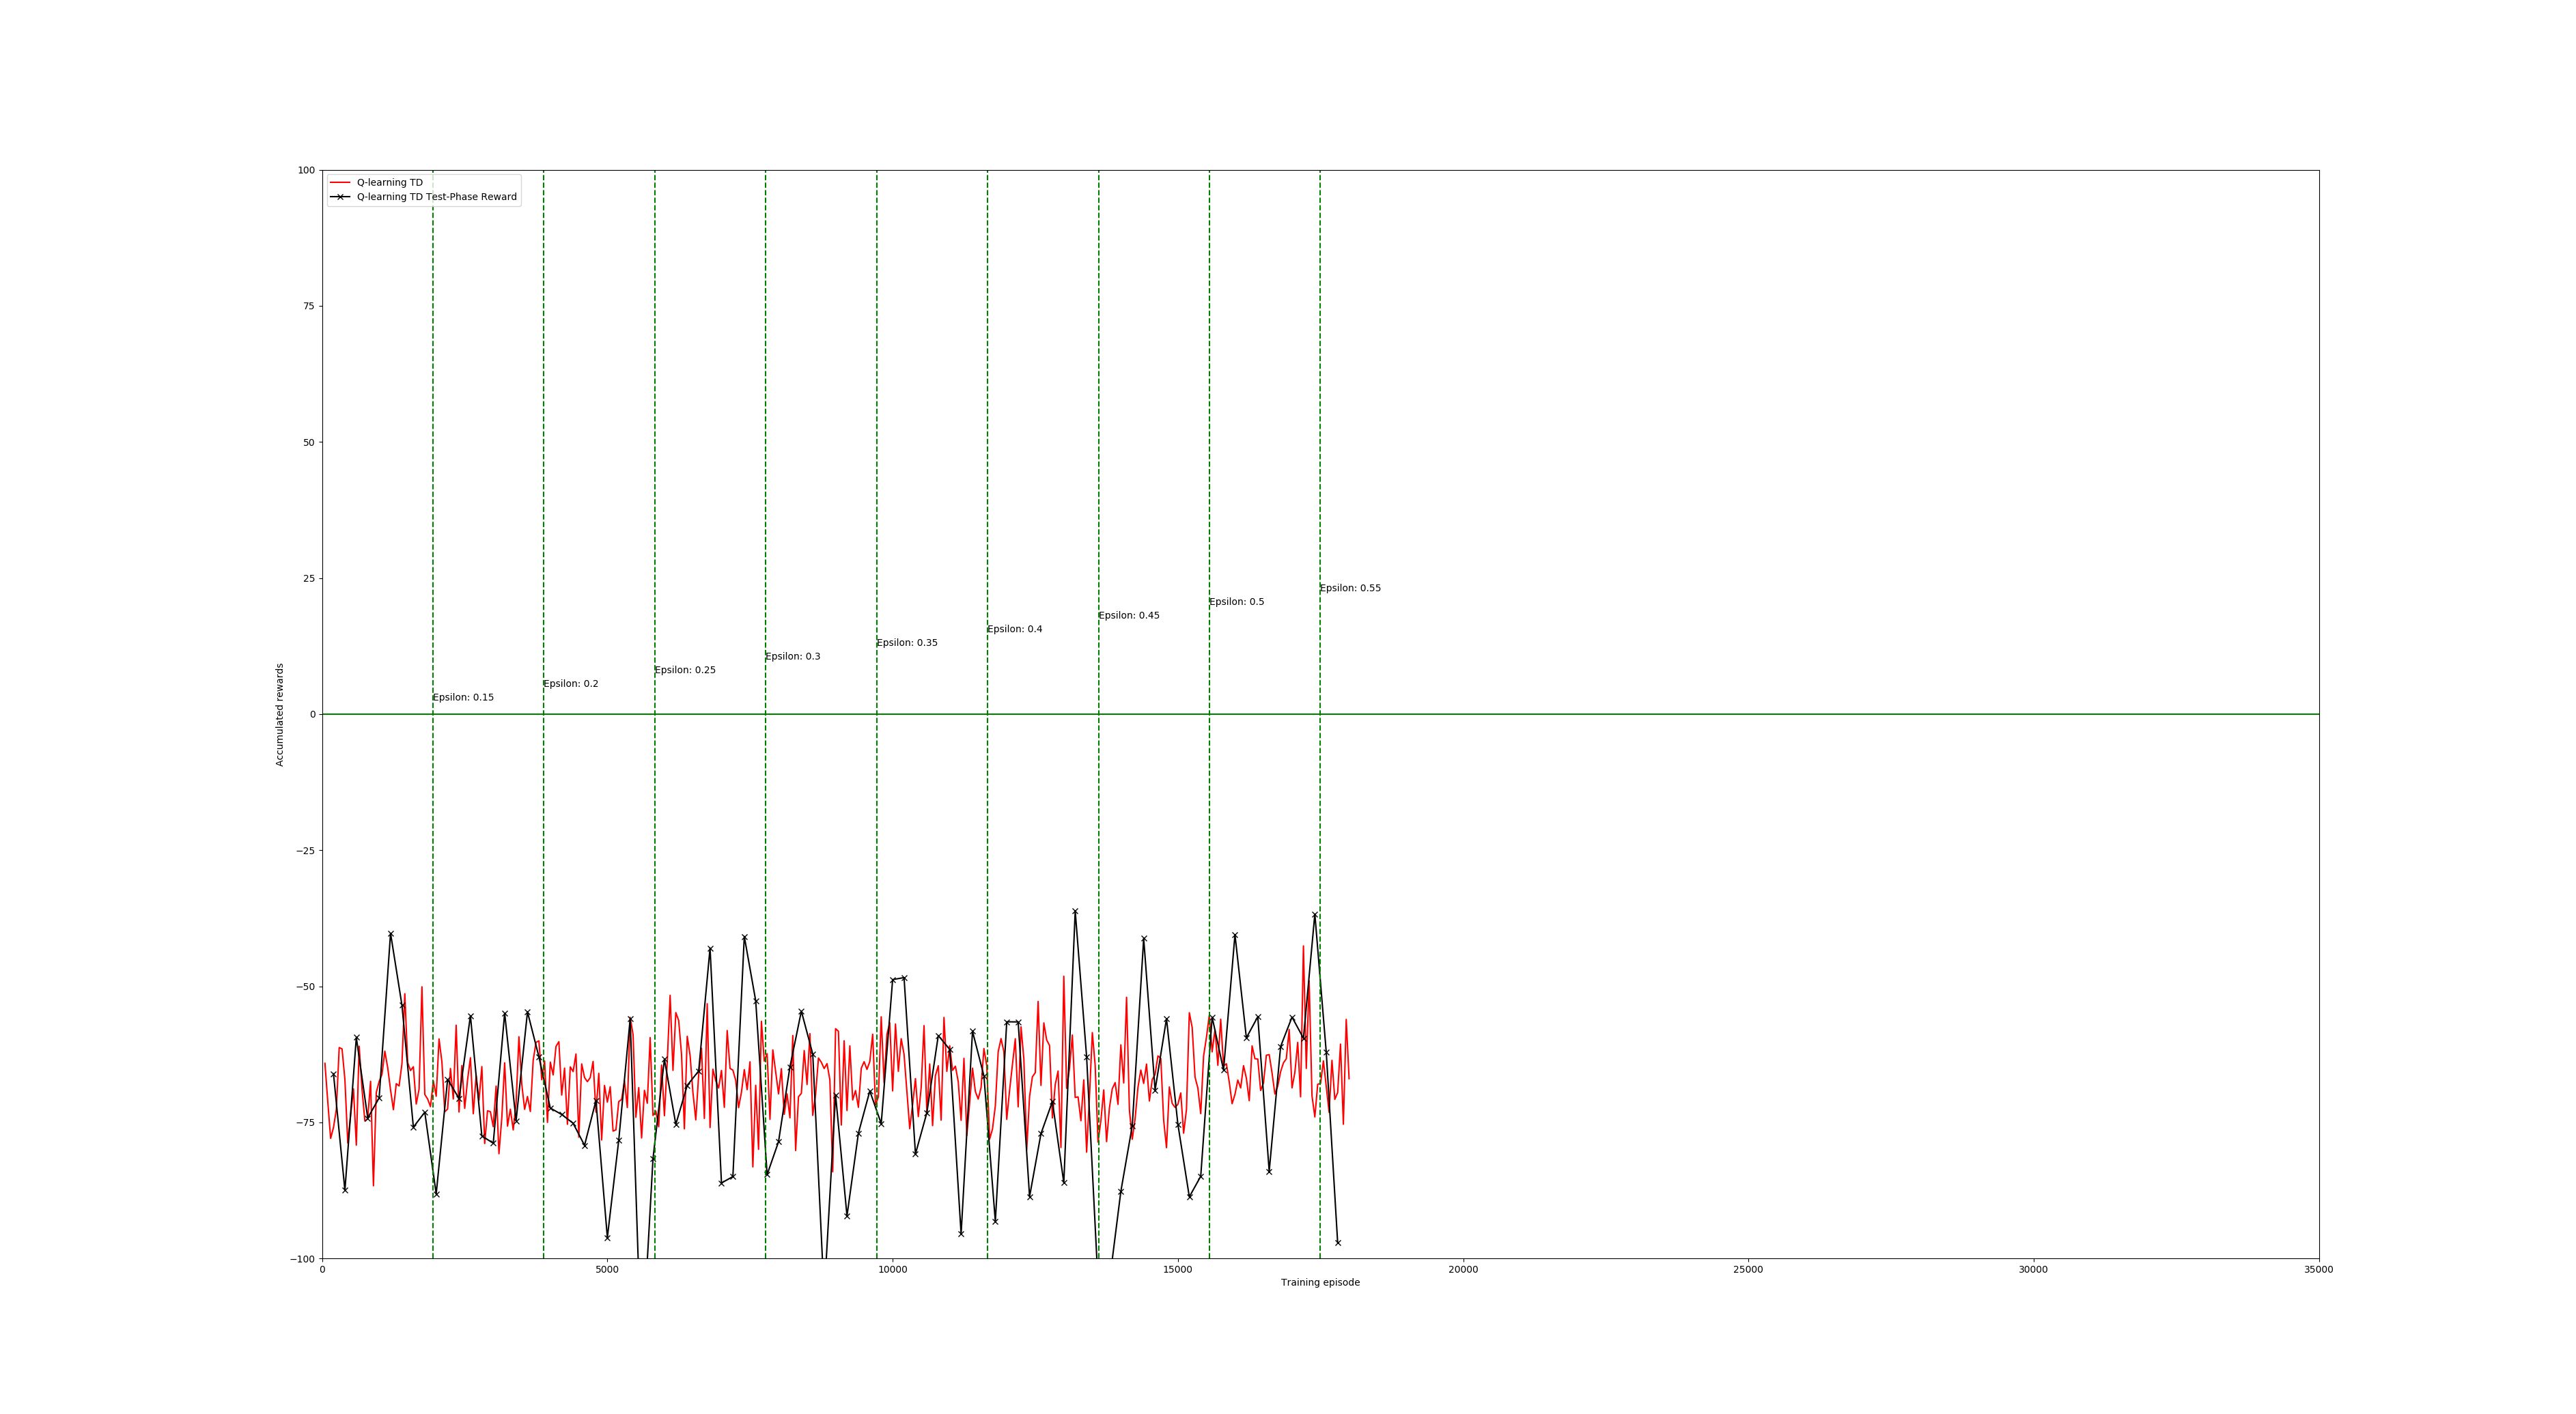 100
Q-learning TD
Q-learning TD Test-Phase Reward
75
50
25
Epsilon: 0.55
Epsilon: 0.5
Epsilon: 0.45
Epsilon: 0.4
Epsilon: 0.35
Epsilon: 0.3
Epsilon: 0.25
Epsilon: 0.2
Epsilon: 0.15
0
Accumulated rewards
−25
−50
−75
−100
0 5000 10000 15000 20000 25000 30000 35000
Training episode